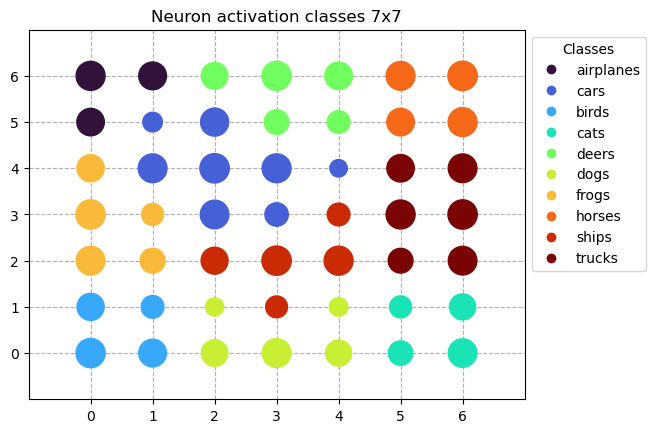 Neuron activation classes 7x7
Classes
airplanes
cars
birds
cats
deers
dogs
frogs
horses
ships
trucks
6
5
4
3
2
1
0
0 1 2 3 4 5 6